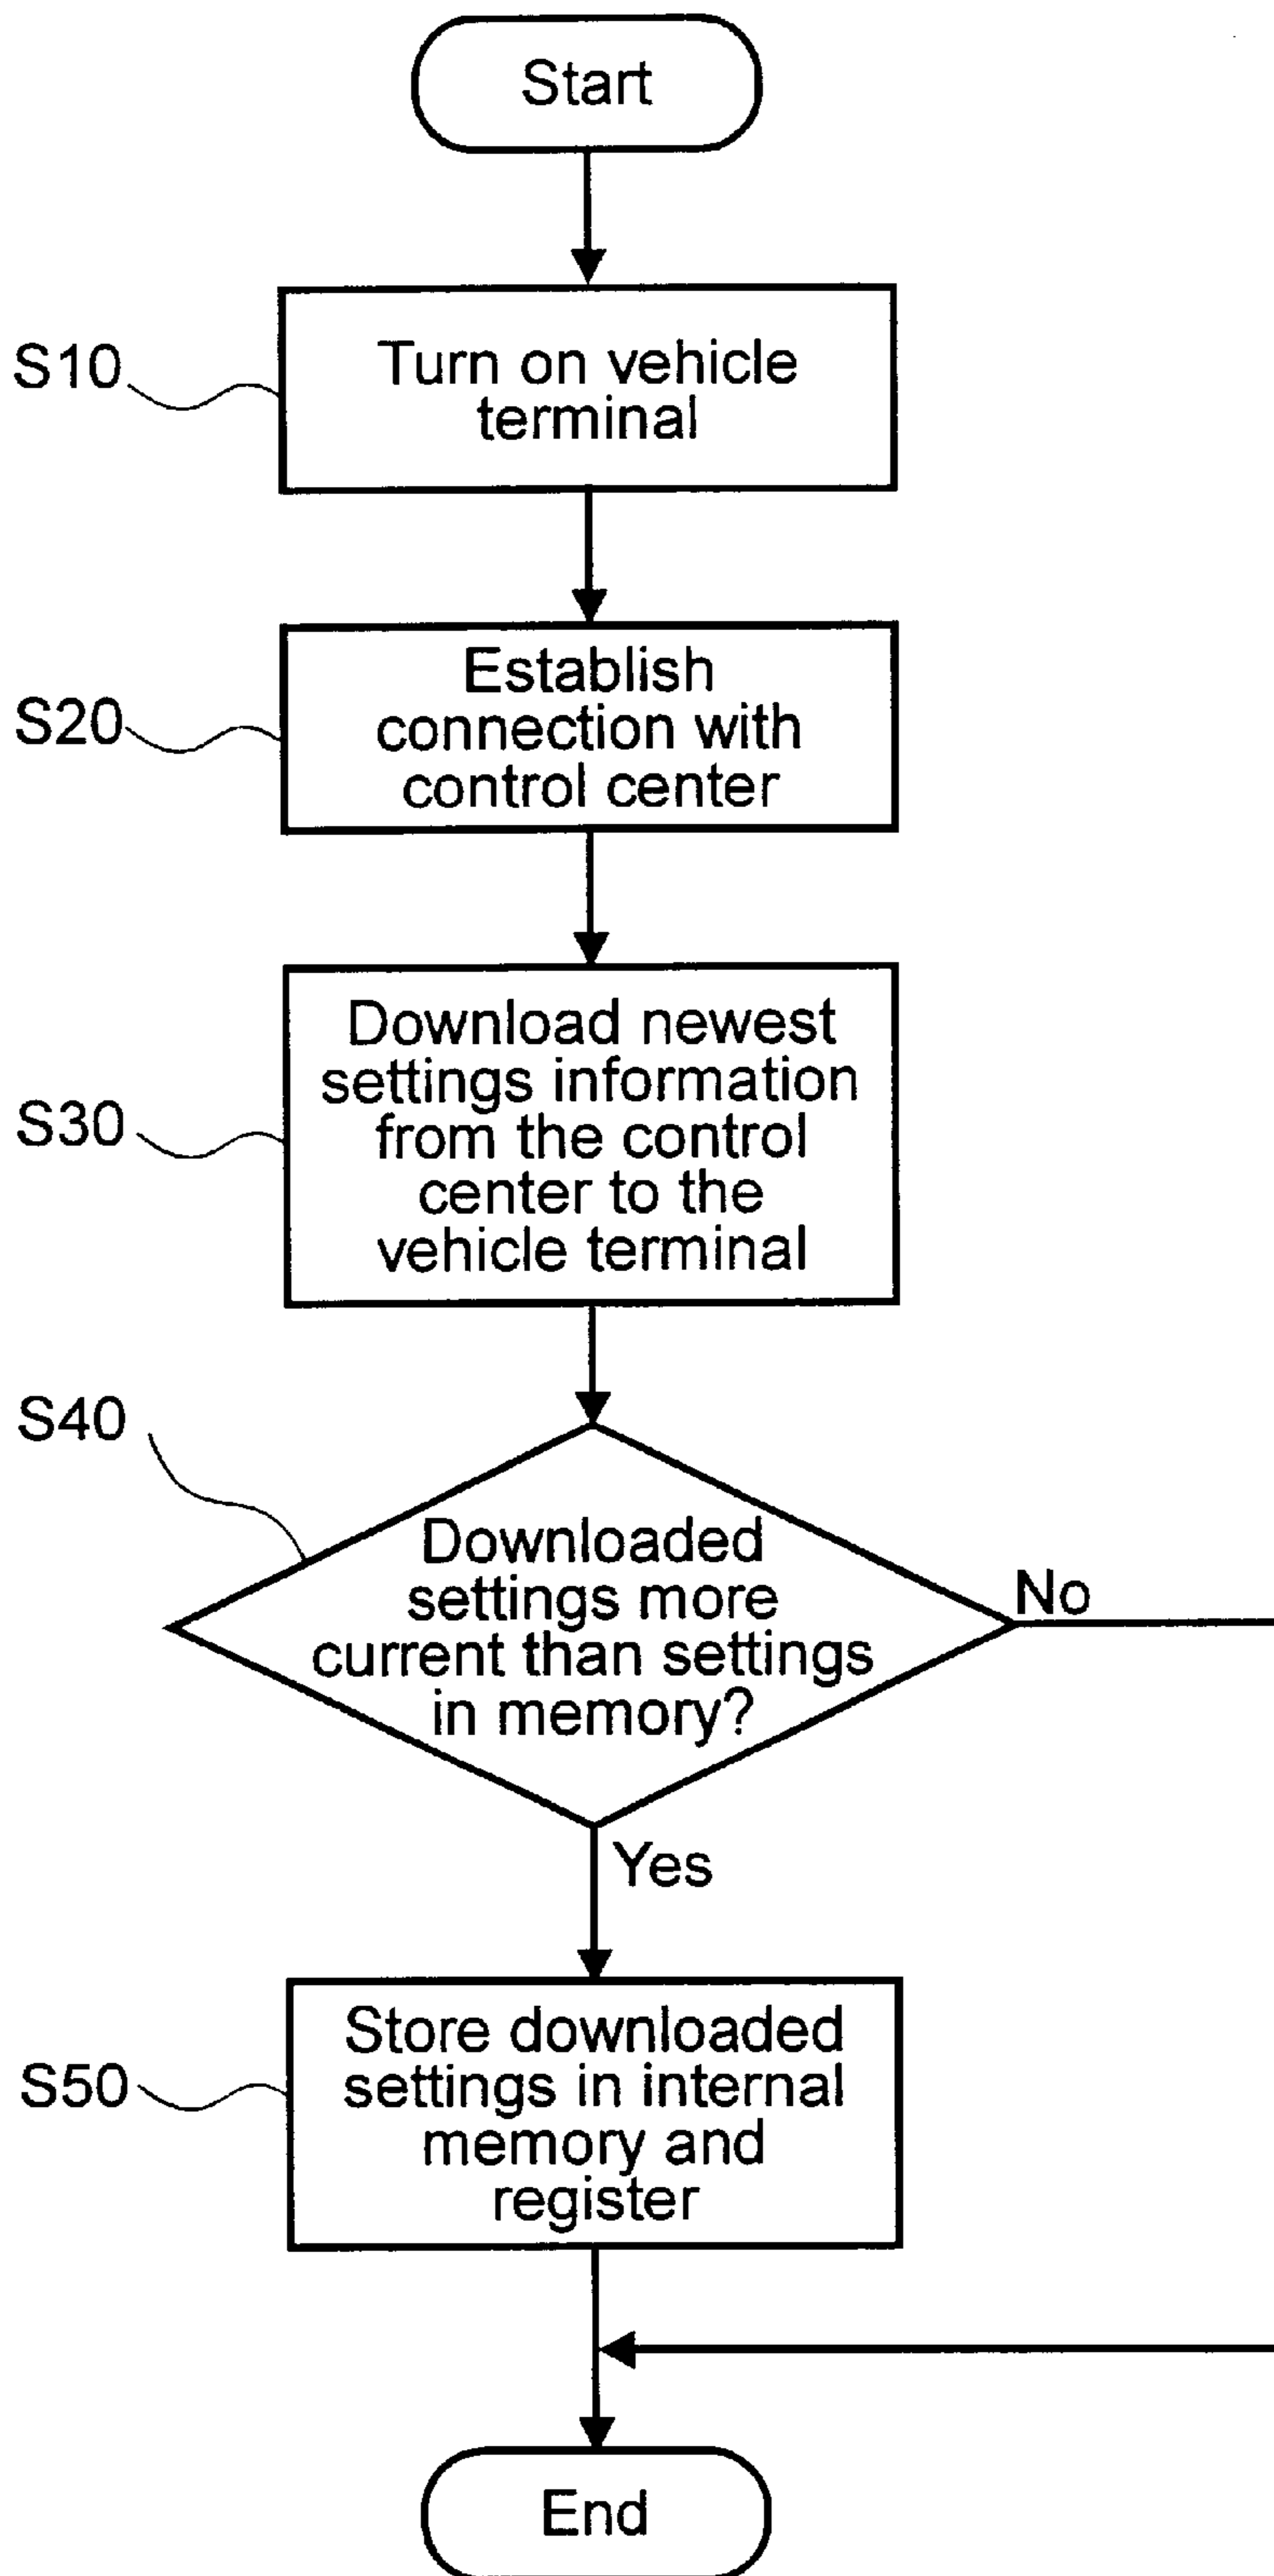 Start
S10
Turn on vehicle
terminal
S20
Establish
connection with
control center
S30
Download newest
settings information
from the control
center to the
vehicle terminal
S40
Downloaded
settings more
current than settings
in memory?
No
Yes
S50
Store downloaded
settings in internal
memory and
register
End